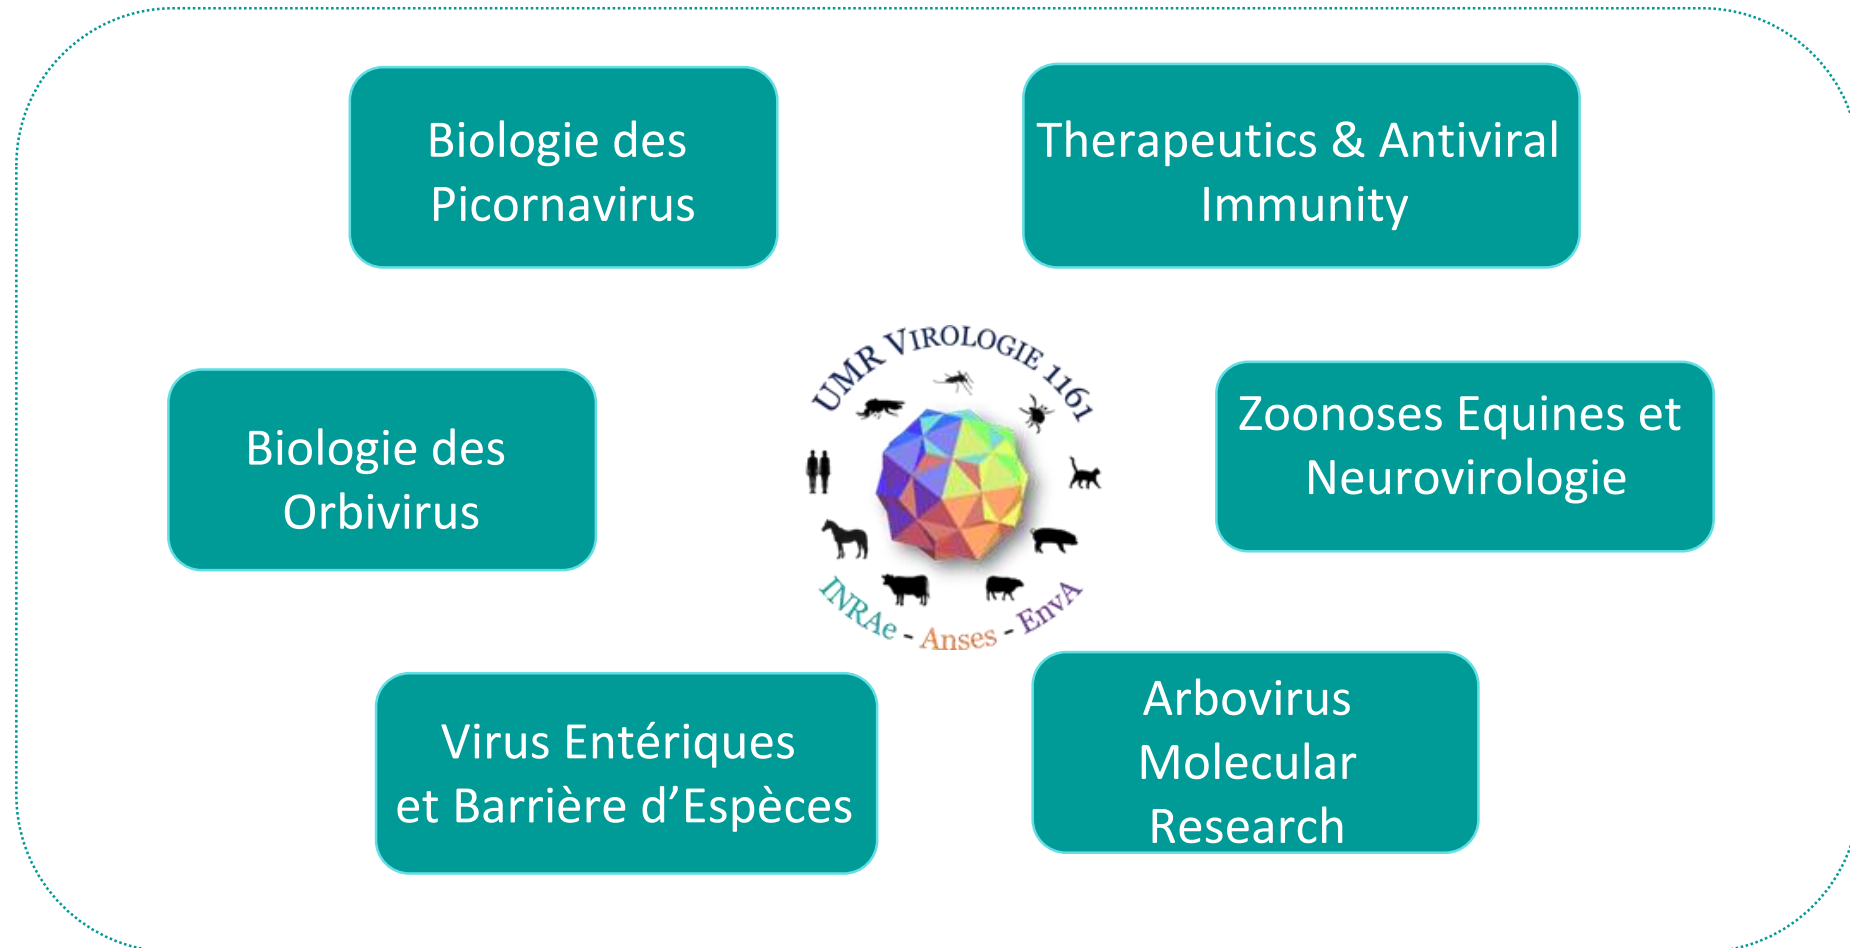 Biologie des
Picornavirus
Therapeutics & Antiviral
Immunity
UMR VIROLOGIE 1161
Biologie des
Orbivirus
Zoonoses Equines et
Neurovirologie
INRAe - Anses - EnvA
Virus Entériques
et Barrière d’Espèces
Arbovirus
Molecular
Research